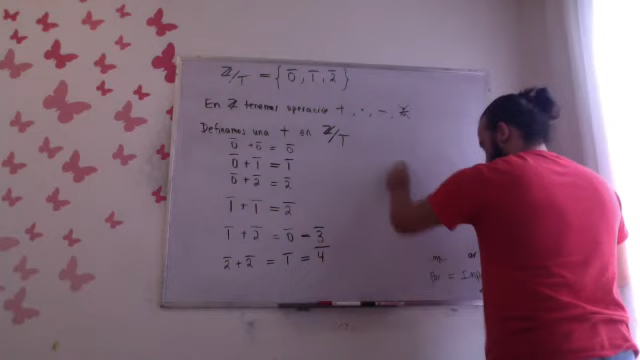 ℤ/T = { 0̅ , 1̅ , 2̅ }
En ℤ tenemos operación + , · , − ,
Definamos una + en ℤ/T
0̅ + 0̅ = 0̅
0̅ + 1̅ = 1̅
0̅ + 2̅ = 2̅
1̅ + 1̅ = 2̅
1̅ + 2̅ = 0̅ = 3̅
2̅ + 2̅ = 1̅ = 4̅